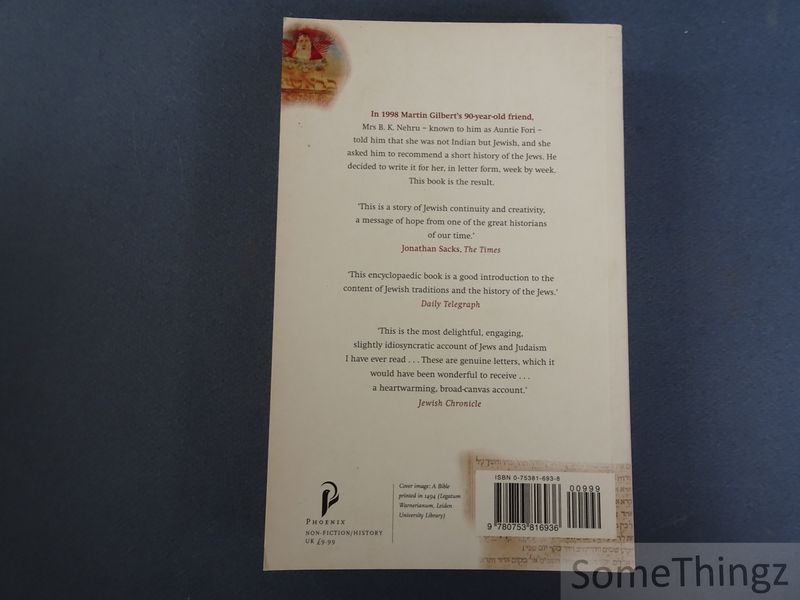 In 1998 Martin Gilbert's 90-year-old friend,
Mrs B. K. Nehru – known to him as Auntie Fori –
told him that she was not Indian but Jewish, and she
asked him to recommend a short history of the Jews. He
decided to write it for her, in letter form, week by week.
This book is the result.
'This is a story of Jewish continuity and creativity,
a message of hope from one of the great historians
of our time.'
Jonathan Sacks, The Times
'This encyclopaedic book is a good introduction to the
content of Jewish traditions and the history of the Jews.'
Daily Telegraph
'This is the most delightful, engaging,
slightly idiosyncratic account of Jews and Judaism
I have ever read . . . These are genuine letters, which it
would have been wonderful to receive . . .
a heartwarming, broad-canvas account.'
Jewish Chronicle
PHOENIX
NON-FICTION/HISTORY
UK £9.99
Cover image: A Bible
printed in 1494 (Legatum
Warnerianum, Leiden
University Library)
ISBN 0-75381-693-8
00999
9 780753 816936
SomeThingz